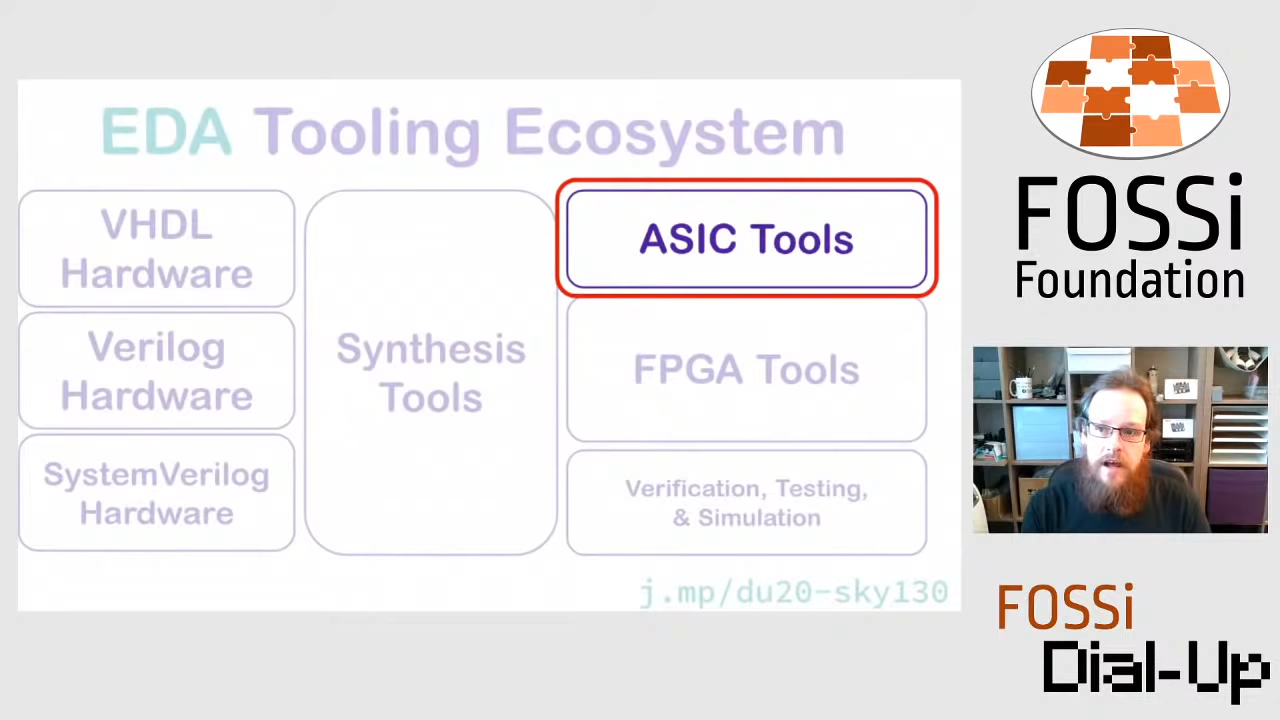 EDA Tooling Ecosystem
VHDL
Hardware
Verilog
Hardware
SystemVerilog
Hardware
Synthesis
Tools
ASIC Tools
FPGA Tools
Verification, Testing,
& Simulation
j.mp/du20-sky130
FOSSi
Foundation
FOSSi
Dial-Up